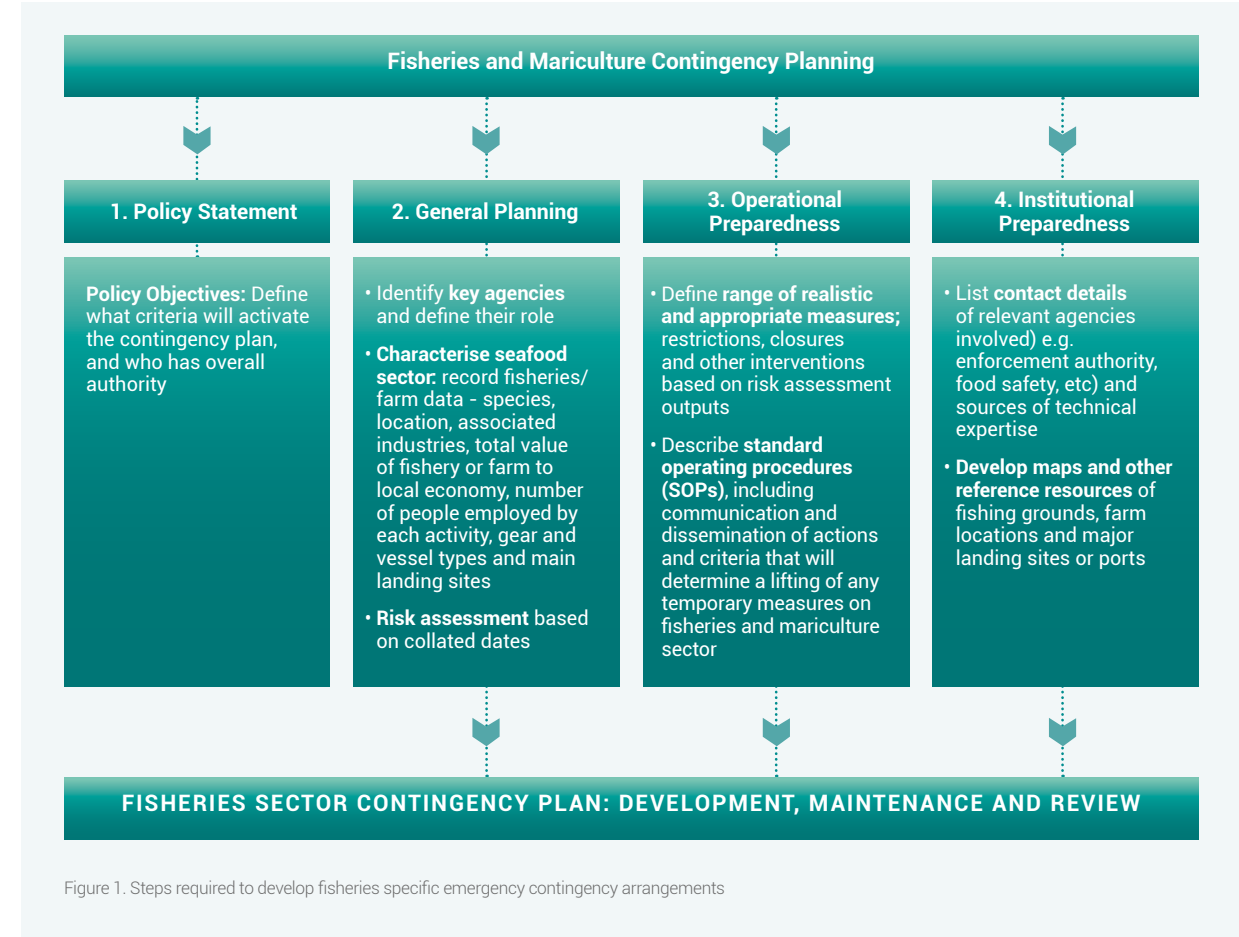 Fisheries and Mariculture Contingency Planning
1. Policy Statement
Policy Objectives: Define
what criteria will activate
the contingency plan,
and who has overall
authority
2. General Planning
• Identify key agencies
and define their role
• Characterise seafood
sector: record fisheries/
farm data - species,
location, associated
industries, total value
of fishery or farm to
local economy, number
of people employed by
each activity, gear and
vessel types and main
landing sites
• Risk assessment based
on collated dates
3. Operational
Preparedness
• Define range of realistic
and appropriate measures;
restrictions, closures
and other interventions
based on risk assessment
outputs
• Describe standard
operating procedures
(SOPs), including
communication and
dissemination of actions
and criteria that will
determine a lifting of any
temporary measures on
fisheries and mariculture
sector
4. Institutional
Preparedness
• List contact details
of relevant agencies
involved) e.g.
enforcement authority,
food safety, etc) and
sources of technical
expertise
• Develop maps and other
reference resources of
fishing grounds, farm
locations and major
landing sites or ports
FISHERIES SECTOR CONTINGENCY PLAN: DEVELOPMENT, MAINTENANCE AND REVIEW
Figure 1. Steps required to develop fisheries specific emergency contingency arrangements